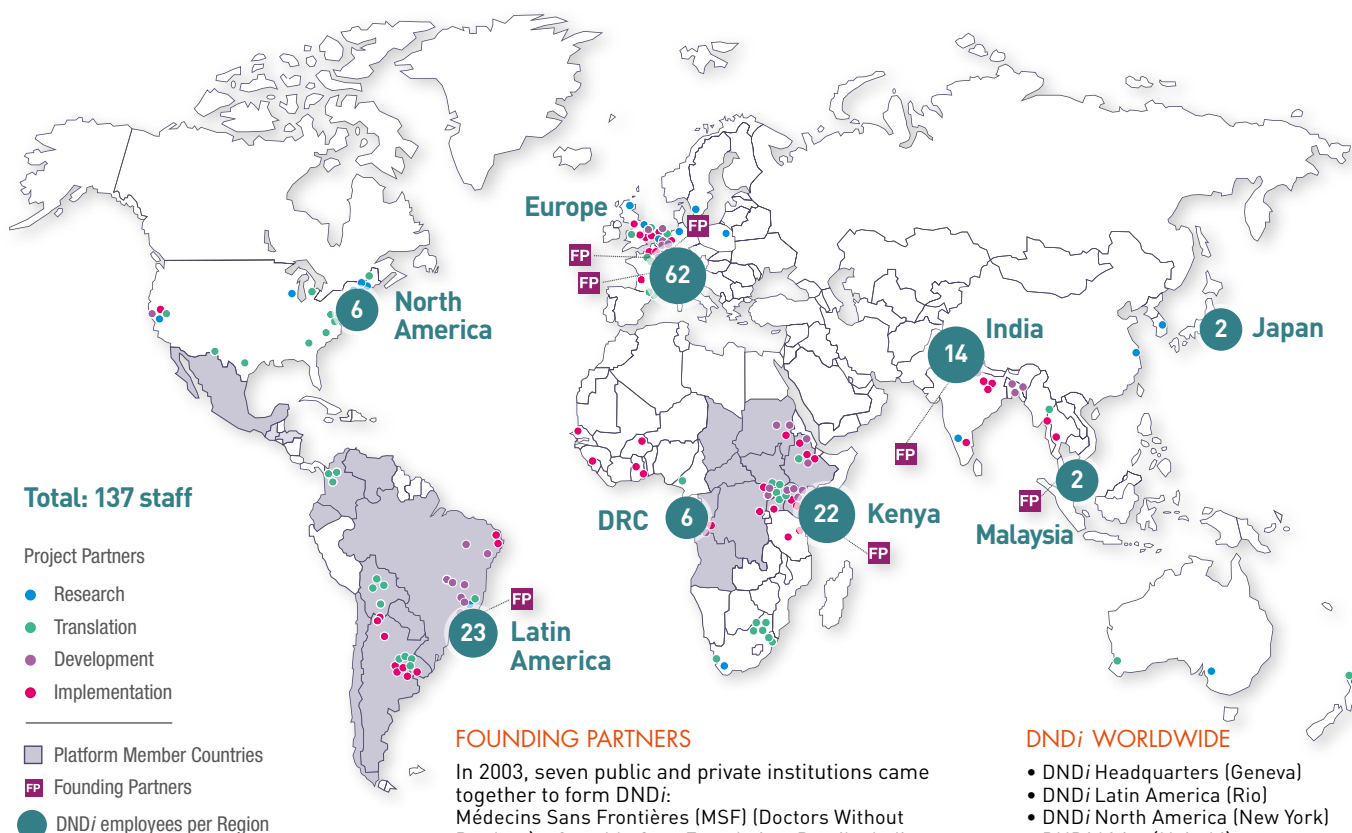 Europe
FP
FP
FP
62
6
North
America
India
14
2
Japan
FP
Total: 137 staff
DRC
6
22
Kenya
2
FP
Malaysia
FP
Project Partners
Research
Translation
Development
Implementation
FP
23
Latin
America
Platform Member Countries
FP Founding Partners
DNDi employees per Region
FOUNDING PARTNERS
In 2003, seven public and private institutions came
together to form DNDi:
Médecins Sans Frontières (MSF) (Doctors Without
DNDi WORLDWIDE
• DNDi Headquarters (Geneva)
• DNDi Latin America (Rio)
• DNDi North America (New York)